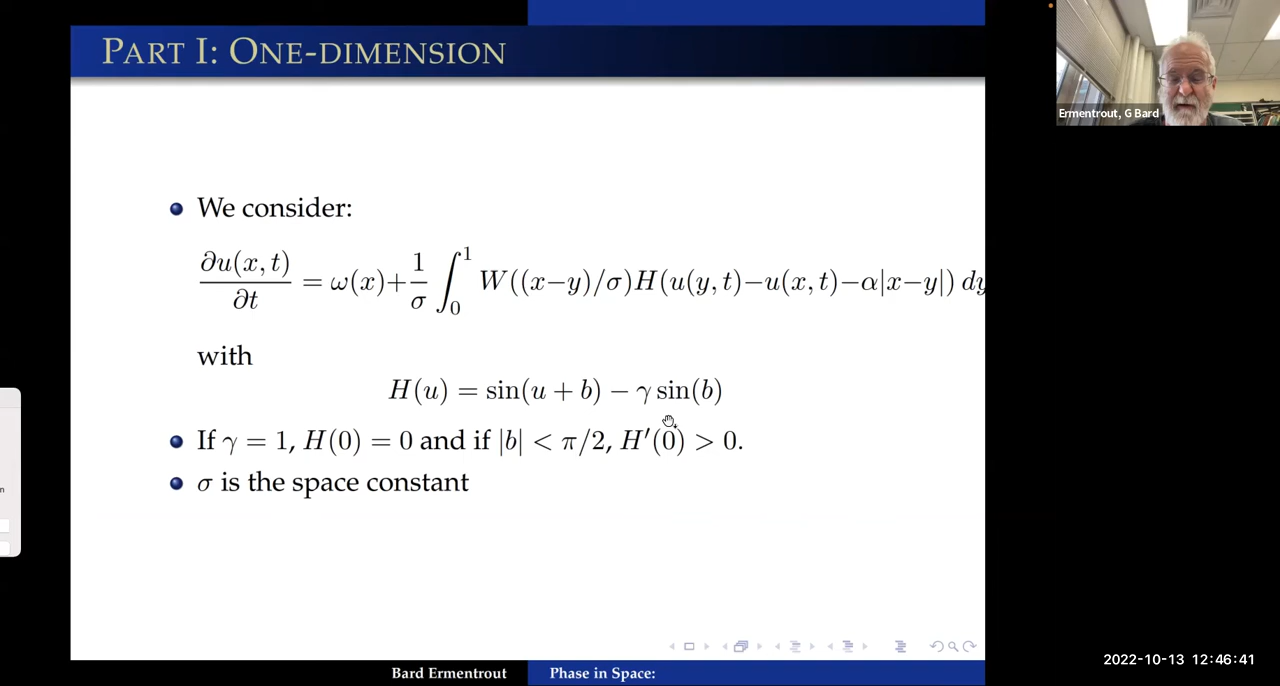 PART I: ONE-DIMENSION
Ermentrout, G Bard
We consider:
∂u(x, t)/∂t = ω(x)+1/σ ∫₀¹ W((x−y)/σ)H(u(y, t)−u(x, t)−α|x−y|) dy
with
H(u) = sin(u + b) − γ sin(b)
If γ = 1, H(0) = 0 and if |b| < π/2, H′(0) > 0.
σ is the space constant
Bard Ermentrout
Phase in Space:
2022-10-13 12:46:41